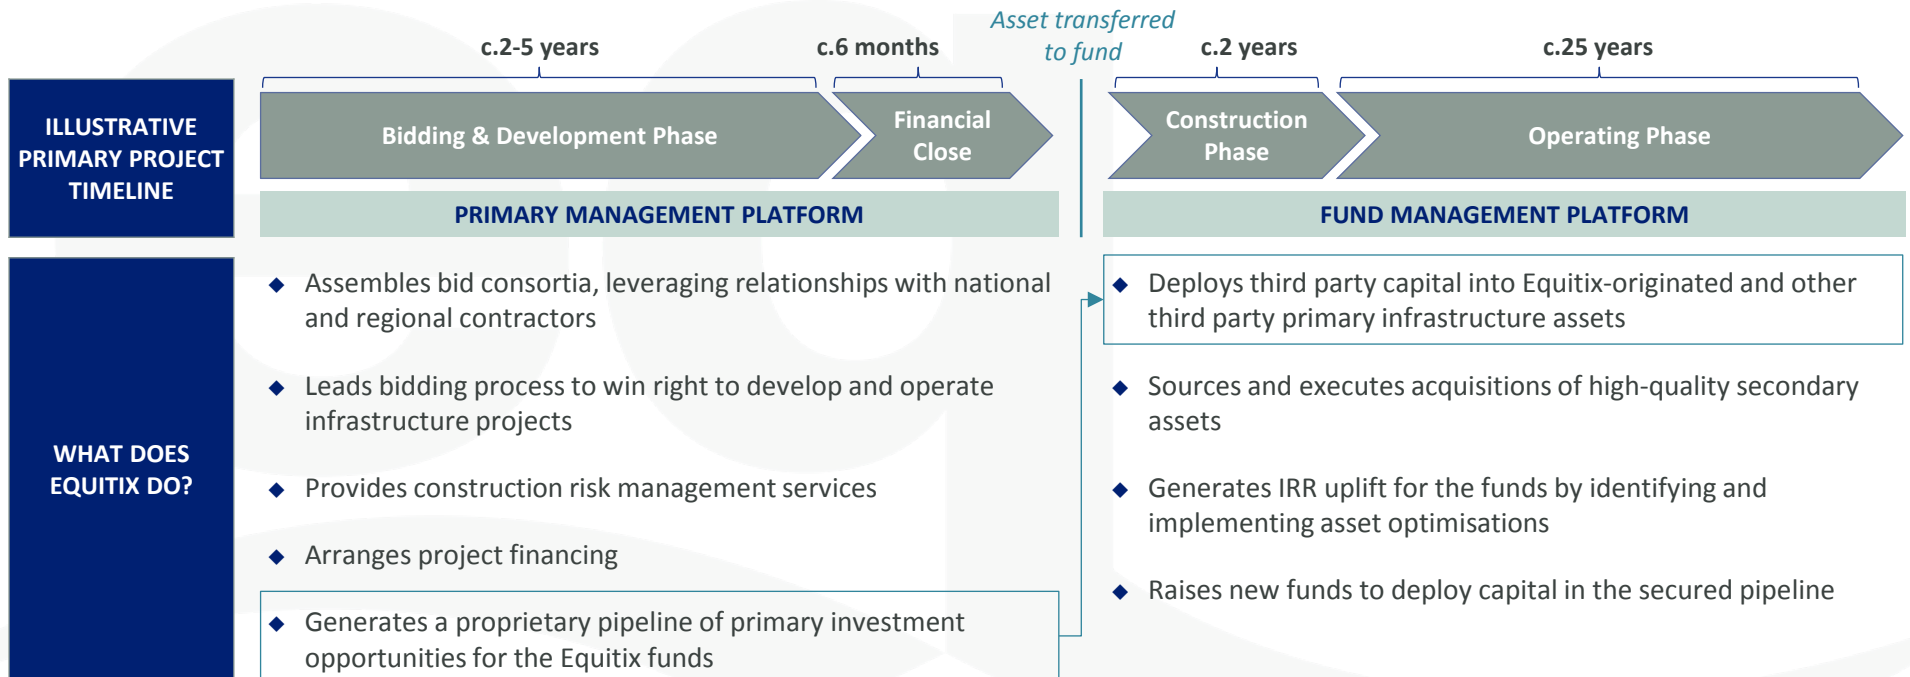 Asset transferred
to fund
c.2-5 years
c.6 months
c.2 years
c.25 years
ILLUSTRATIVE
PRIMARY PROJECT
TIMELINE
Bidding & Development Phase
Financial
Close
Construction
Phase
Operating Phase
PRIMARY MANAGEMENT PLATFORM
FUND MANAGEMENT PLATFORM
WHAT DOES
EQUITIX DO?
◆ Assembles bid consortia, leveraging relationships with national
and regional contractors
◆ Leads bidding process to win right to develop and operate
infrastructure projects
◆ Provides construction risk management services
◆ Arranges project financing
◆ Generates a proprietary pipeline of primary investment
opportunities for the Equitix funds
◆ Deploys third party capital into Equitix-originated and other
third party primary infrastructure assets
◆ Sources and executes acquisitions of high-quality secondary
assets
◆ Generates IRR uplift for the funds by identifying and
implementing asset optimisations
◆ Raises new funds to deploy capital in the secured pipeline